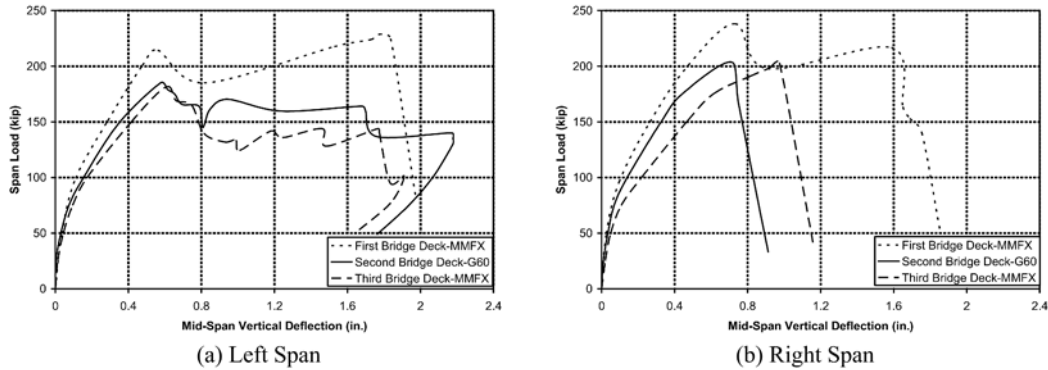 250
200
150
100
50
0
Span Load (kip)
0 0.4 0.8 1.2 1.6 2 2.4
Mid-Span Vertical Deflection (in.)
First Bridge Deck-MMFX
Second Bridge Deck-G60
Third Bridge Deck-MMFX
(a) Left Span
250
200
150
100
50
0
Span Load (kip)
0 0.4 0.8 1.2 1.6 2 2.4
Mid-Span Vertical Deflection (in.)
First Bridge Deck-MMFX
Second Bridge Deck-G60
Third Bridge Deck-MMFX
(b) Right Span